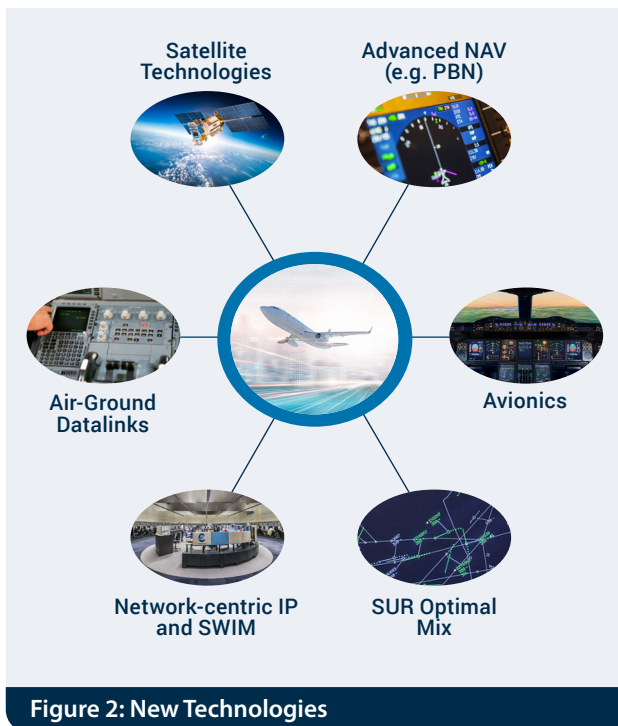 Satellite
Technologies
Advanced NAV
(e.g. PBN)
Air-Ground
Datalinks
Avionics
Network-centric IP
and SWIM
SUR Optimal
Mix
Figure 2: New Technologies